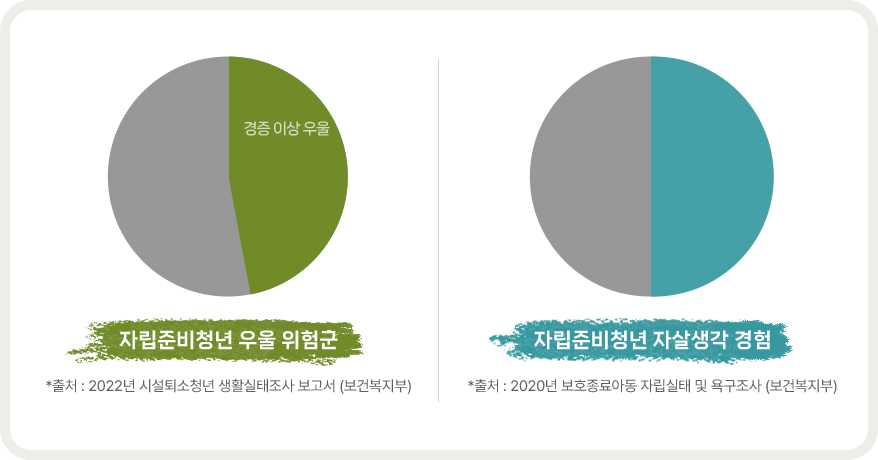 경증 이상 우울
자립준비청년 우울 위험군
*출처 : 2022년 시설퇴소청년 생활실태조사 보고서 (보건복지부)
자립준비청년 자살생각 경험
*출처 : 2020년 보호종료아동 자립실태 및 욕구조사 (보건복지부)